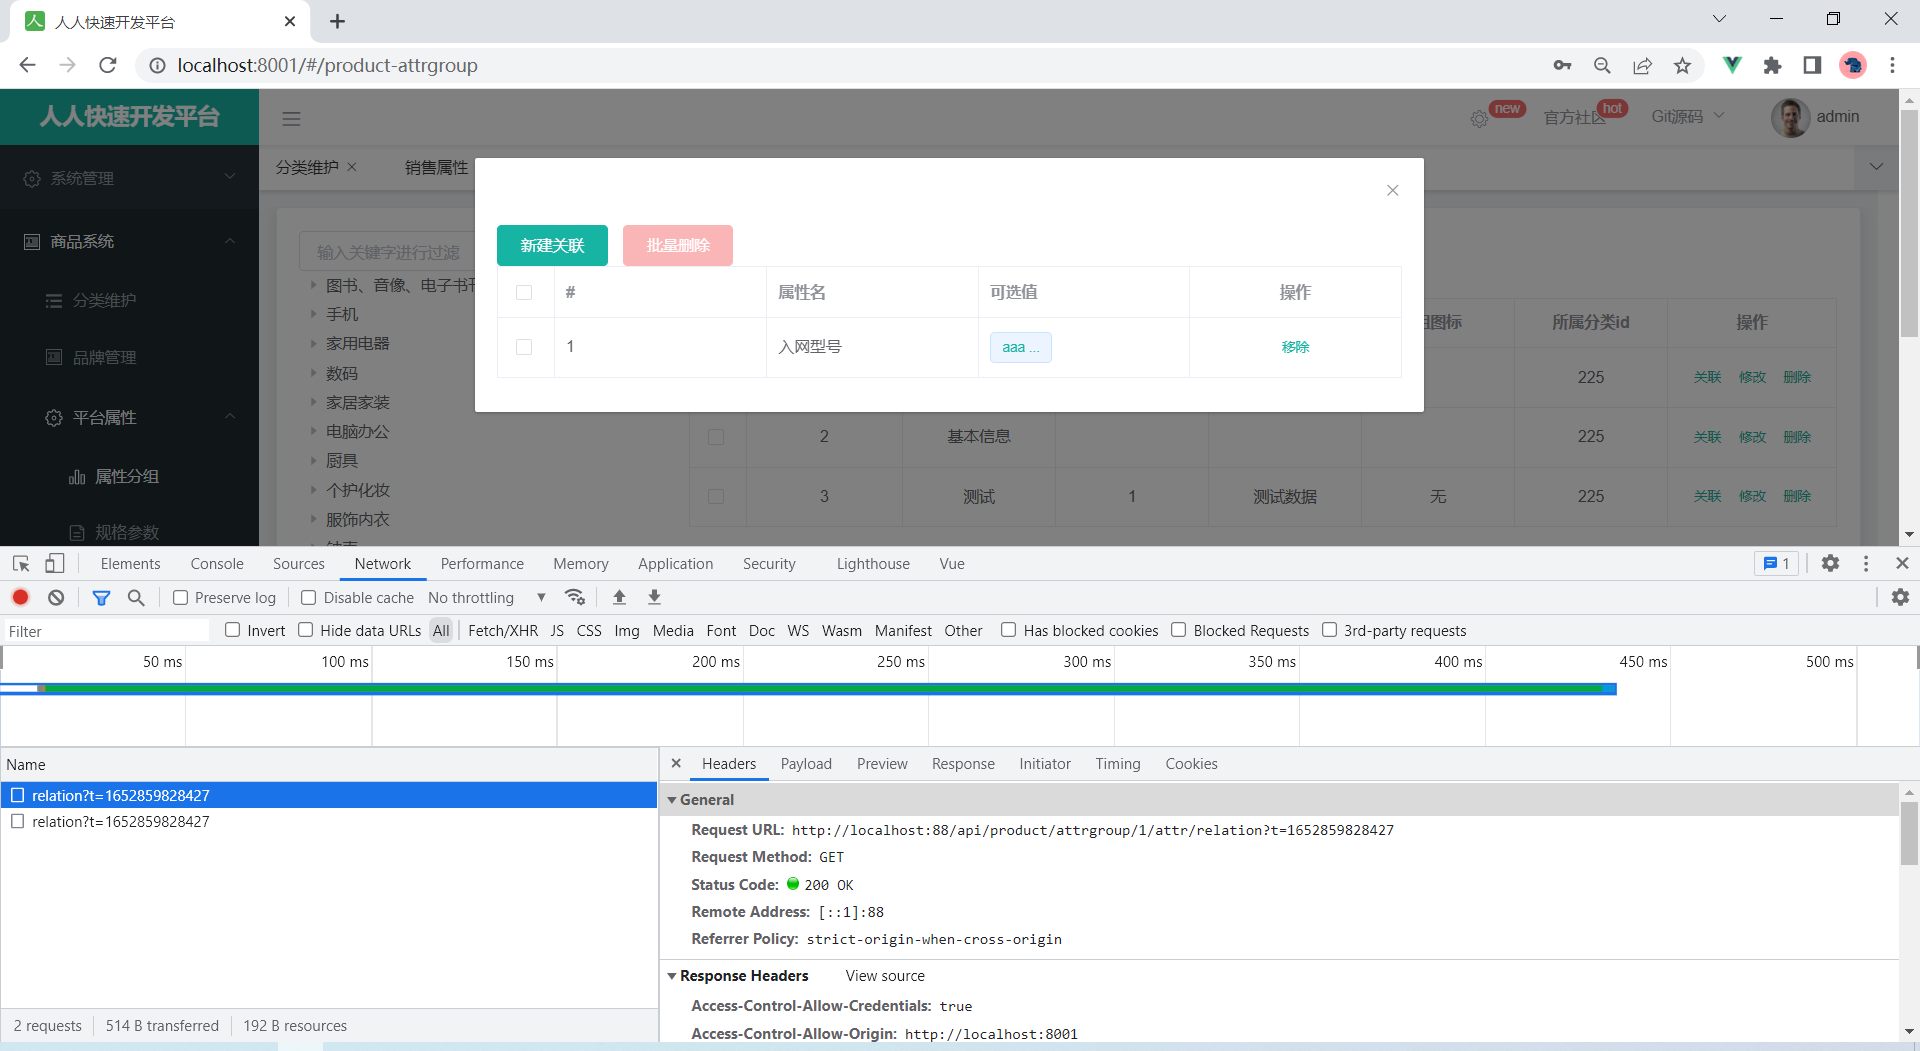 人人快速开发平台
localhost:8001/#/product-attrgroup
人人快速开发平台
new
官方社区
hot
Git源码
admin
系统管理
商品系统
分类维护
品牌管理
平台属性
属性分组
规格参数
分类维护
销售属性
输入关键字进行过滤
图书、音像、电子书刊
手机
家用电器
数码
家居家装
电脑办公
厨具
个护化妆
服饰内衣
新建关联 批量删除
# 属性名 可选值 操作
1 入网型号 aaa ... 移除
组图标 所属分类id 操作
225 关联 修改 删除
2 基本信息 225 关联 修改 删除
3 测试 1 测试数据 无 225 关联 修改 删除
Elements Console Sources Network Performance Memory Application Security Lighthouse Vue 1
Preserve log Disable cache No throttling
Filter Invert Hide data URLs All Fetch/XHR JS CSS Img Media Font Doc WS Wasm Manifest Other Has blocked cookies Blocked Requests 3rd-party requests
50 ms 100 ms 150 ms 200 ms 250 ms 300 ms 350 ms 400 ms 450 ms 500 ms
Name
relation?t=1652859828427
relation?t=1652859828427
2 requests 514 B transferred 192 B resources
Headers Payload Preview Response Initiator Timing Cookies
General
Request URL: http://localhost:88/api/product/attrgroup/1/attr/relation?t=1652859828427
Request Method: GET
Status Code: 200 OK
Remote Address: [::1]:88
Referrer Policy: strict-origin-when-cross-origin
Response Headers View source
Access-Control-Allow-Credentials: true
Access-Control-Allow-Origin: http://localhost:8001